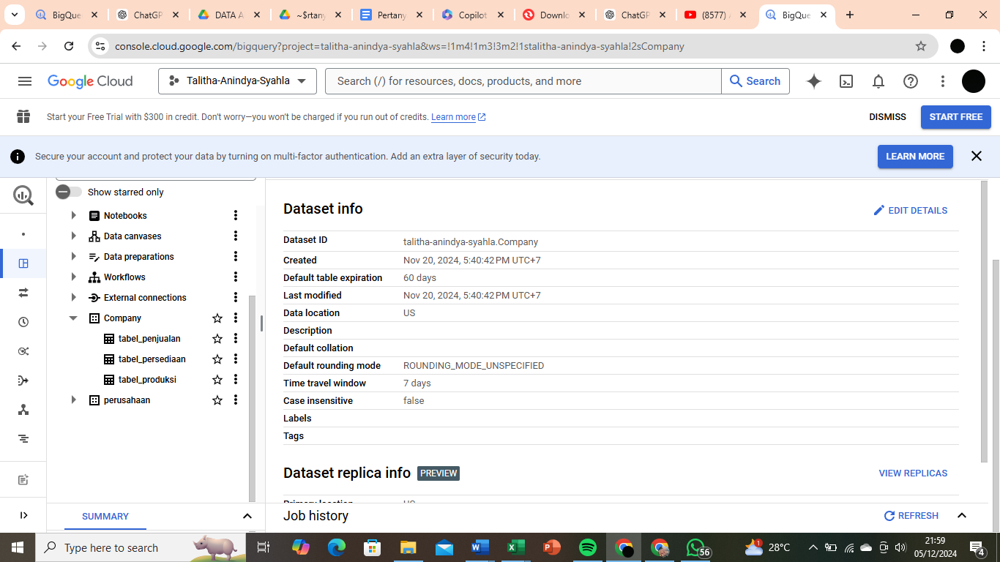 BigQue
ChatGP
DATA A
~$rtany
Pertany
Copilot
Downlo
ChatGP
(8577)
BigQue
console.cloud.google.com/bigquery?project=talitha-anindya-syahla&ws=!1m4!1m3!3m2!1stalitha-anindya-syahla!2sCompany
Google Cloud
Talitha-Anindya-Syahla
Search (/) for resources, docs, products, and more
Search
Start your Free Trial with $300 in credit. Don't worry—you won't be charged if you run out of credits. Learn more
DISMISS
START FREE
Secure your account and protect your data by turning on multi-factor authentication. Add an extra layer of security today.
LEARN MORE
Show starred only
Notebooks
Data canvases
Data preparations
Workflows
External connections
Company
tabel_penjualan
tabel_persediaan
tabel_produksi
perusahaan
SUMMARY
Dataset info
EDIT DETAILS
Dataset ID talitha-anindya-syahla.Company
Created Nov 20, 2024, 5:40:42 PM UTC+7
Default table expiration 60 days
Last modified Nov 20, 2024, 5:40:42 PM UTC+7
Data location US
Description
Default collation
Default rounding mode ROUNDING_MODE_UNSPECIFIED
Time travel window 7 days
Case insensitive false
Labels
Tags
Dataset replica info PREVIEW
VIEW REPLICAS
Primary location US
Job history
REFRESH
Type here to search
56
1
28°C
21:59
05/12/2024
4